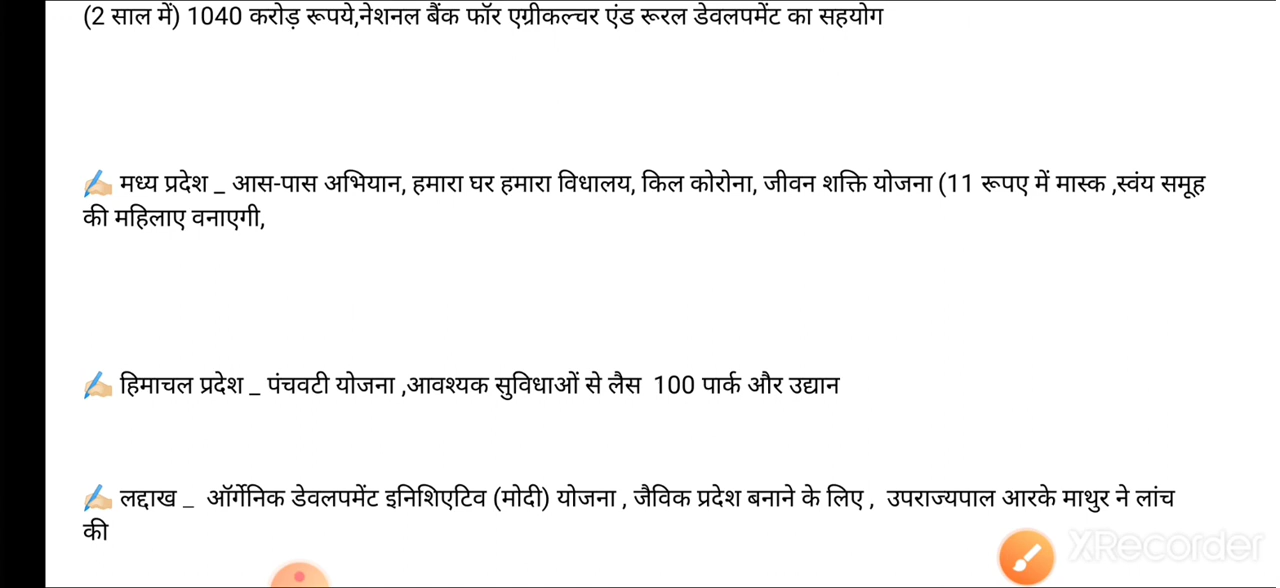 (2 साल में) 1040 करोड़ रूपये,नेशनल बैंक फॉर एग्रीकल्चर एंड रूरल डेवलपमेंट का सहयोग
✍🏻 मध्य प्रदेश _ आस-पास अभियान, हमारा घर हमारा विधालय, किल कोरोना, जीवन शक्ति योजना (11 रूपए में मास्क ,स्वंय समूह
की महिलाए वनाएगी,
✍🏻 हिमाचल प्रदेश _ पंचवटी योजना ,आवश्यक सुविधाओं से लैस 100 पार्क और उद्यान
✍🏻 लद्दाख _ ऑर्गेनिक डेवलपमेंट इनिशिएटिव (मोदी) योजना , जैविक प्रदेश बनाने के लिए , उपराज्यपाल आरके माथुर ने लांच
की
XRecorder